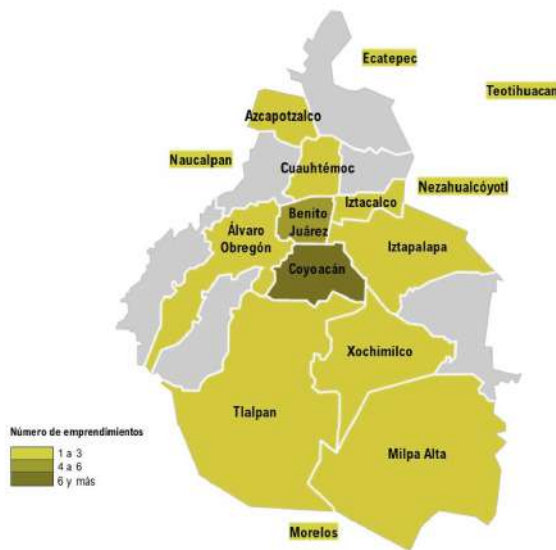 Ecatepec
Teotihuacan
Azcapotzalco
Naucalpan
Cuauhtémoc
Nezahualcóyotl
Iztacalco
Benito
Juárez
Álvaro
Obregón
Iztapalapa
Coyoacán
Xochimilco
Tlalpan
Milpa Alta
Morelos
Número de emprendimientos
1 a 3
4 a 6
6 y más